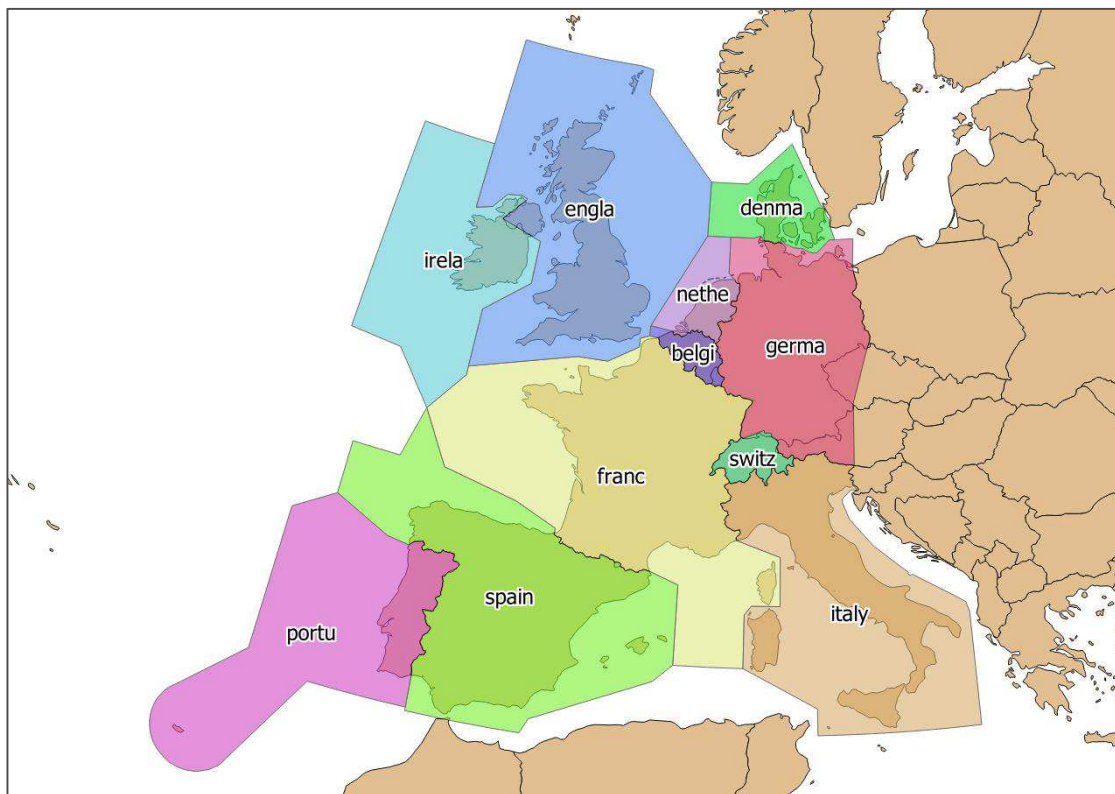 engla
denma
irela
nethe
belgi
germa
switz
franc
spain
italy
portu